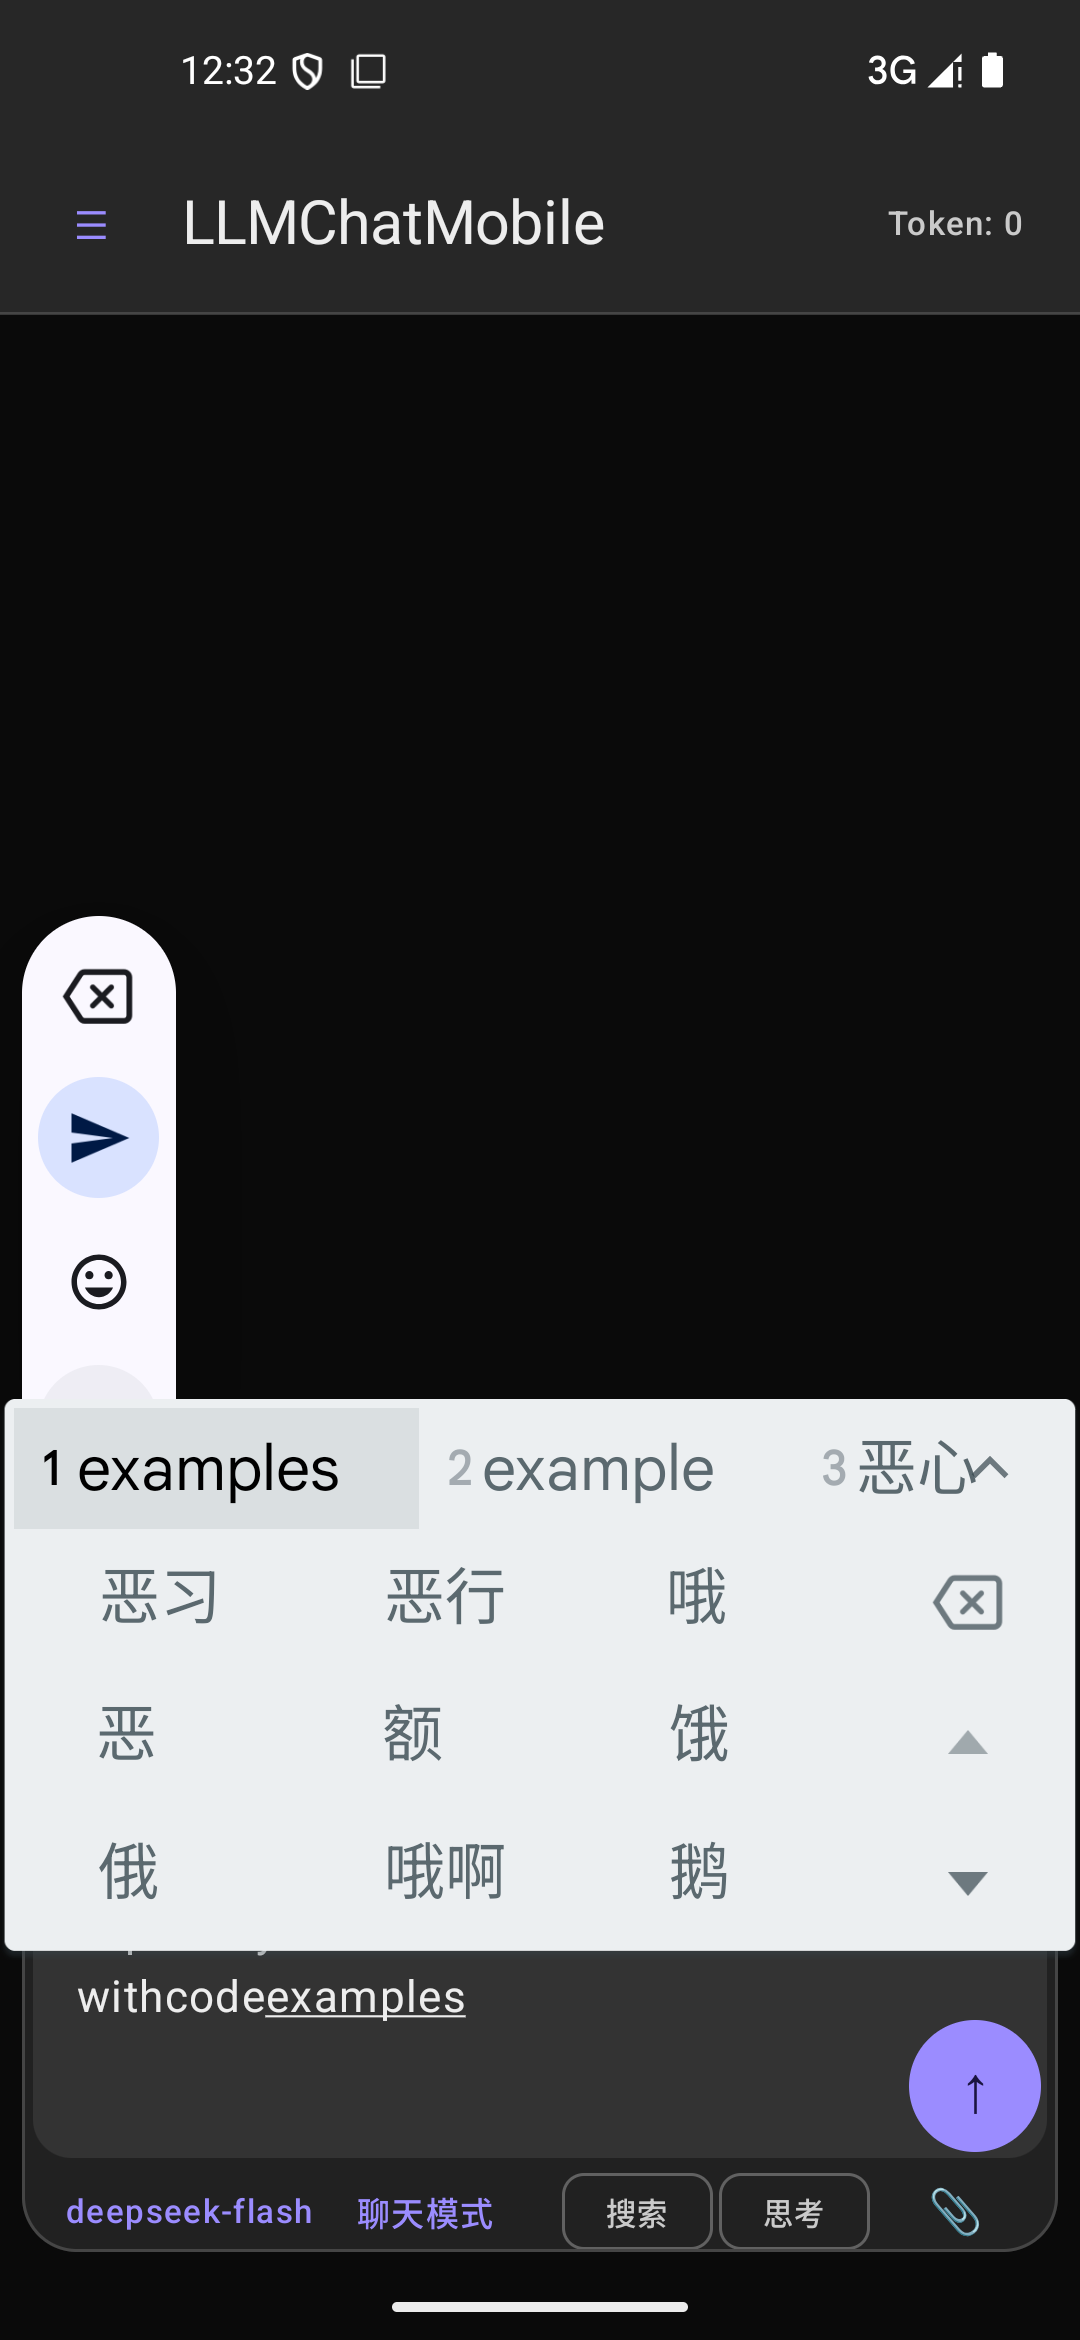 12:32
3G
LLMChatMobile
Token: 0
1 examples 2 example 3 恶心
恶习 恶行 哦
恶 额 饿
俄 哦啊 鹅
withcodeexamples
↑
deepseek-flash 聊天模式 搜索 思考